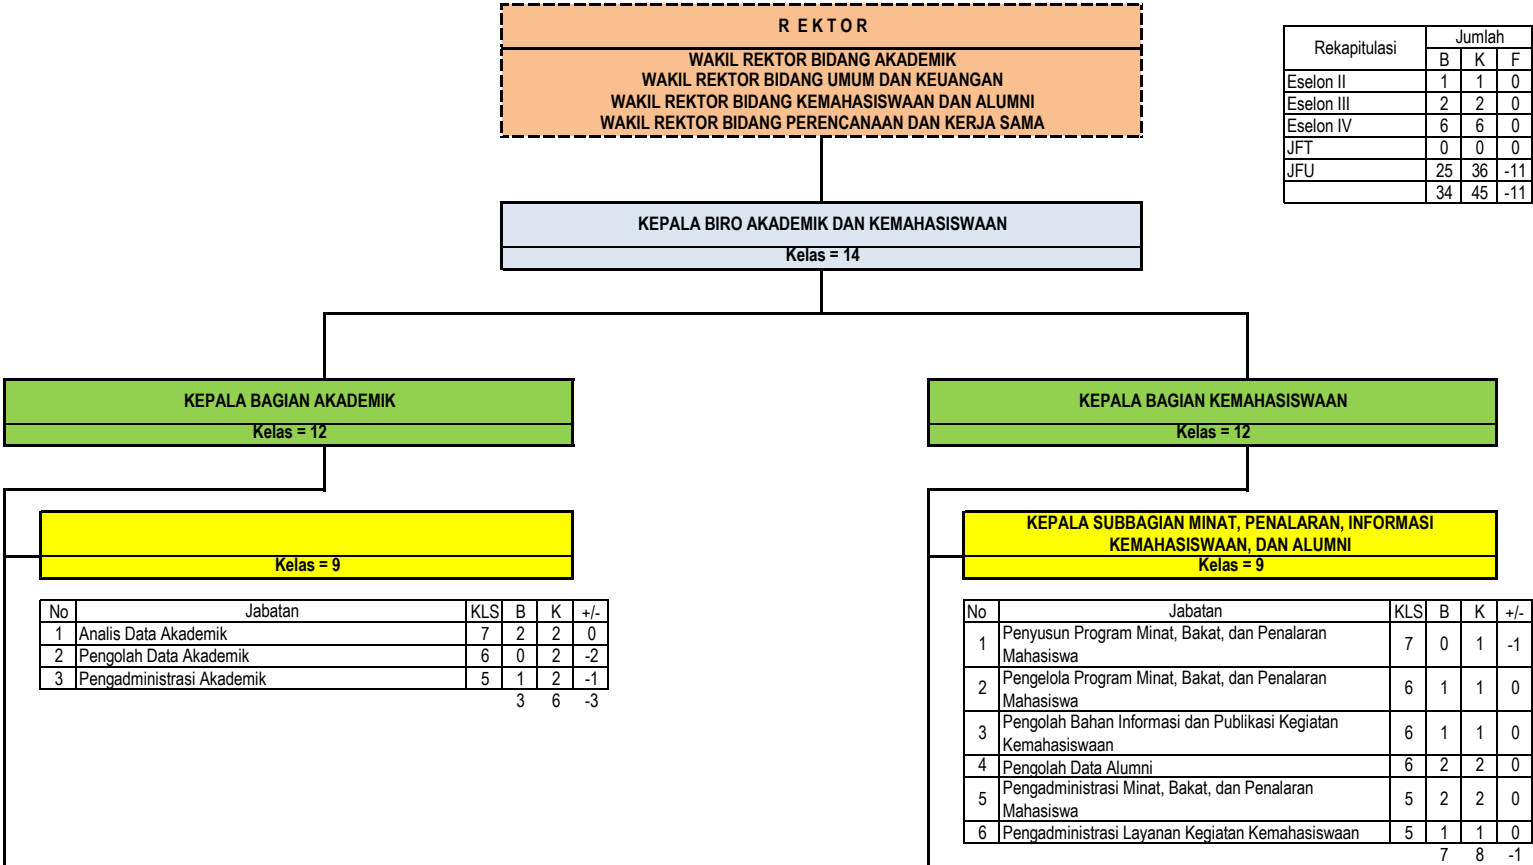 R E K T O R
WAKIL REKTOR BIDANG AKADEMIK
WAKIL REKTOR BIDANG UMUM DAN KEUANGAN
WAKIL REKTOR BIDANG KEMAHASISWAAN DAN ALUMNI
WAKIL REKTOR BIDANG PERENCANAAN DAN KERJA SAMA
Rekapitulasi Jumlah
B K F
Eselon II 1 1 0
Eselon III 2 2 0
Eselon IV 6 6 0
JFT 0 0 0
JFU 25 36 -11
34 45 -11
KEPALA BIRO AKADEMIK DAN KEMAHASISWAAN
Kelas = 14
KEPALA BAGIAN AKADEMIK
Kelas = 12
KEPALA BAGIAN KEMAHASISWAAN
Kelas = 12
Kelas = 9
No Jabatan KLS B K +/-
1 Analis Data Akademik 7 2 2 0
2 Pengolah Data Akademik 6 0 2 -2
3 Pengadministrasi Akademik 5 1 2 -1
3 6 -3
KEPALA SUBBAGIAN MINAT, PENALARAN, INFORMASI
KEMAHASISWAAN, DAN ALUMNI
Kelas = 9
No Jabatan KLS B K +/-
1 Penyusun Program Minat, Bakat, dan Penalaran
Mahasiswa 7 0 1 -1
2 Pengelola Program Minat, Bakat, dan Penalaran
Mahasiswa 6 1 1 0
3 Pengolah Bahan Informasi dan Publikasi Kegiatan
Kemahasiswaan 6 1 1 0
4 Pengolah Data Alumni 6 2 2 0
5 Pengadministrasi Minat, Bakat, dan Penalaran
Mahasiswa 5 2 2 0
6 Pengadministrasi Layanan Kegiatan Kemahasiswaan 5 1 1 0
7 8 -1